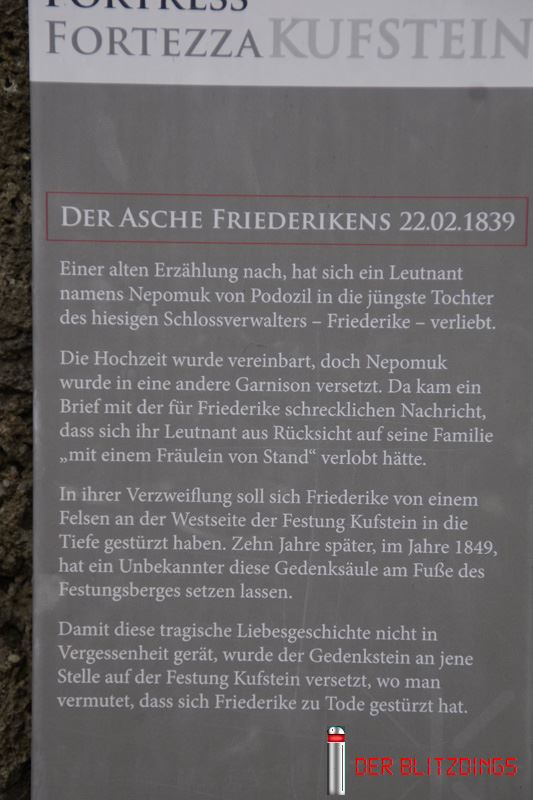 FORTRESS
FORTEZZA KUFSTEIN
DER ASCHE FRIEDERIKENS 22.02.1839
Einer alten Erzählung nach, hat sich ein Leutnant
namens Nepomuk von Podozil in die jüngste Tochter
des hiesigen Schlossverwalters – Friederike – verliebt.
Die Hochzeit wurde vereinbart, doch Nepomuk
wurde in eine andere Garnison versetzt. Da kam ein
Brief mit der für Friederike schrecklichen Nachricht,
dass sich ihr Leutnant aus Rücksicht auf seine Familie
„mit einem Fräulein von Stand“ verlobt hätte.
In ihrer Verzweiflung soll sich Friederike von einem
Felsen an der Westseite der Festung Kufstein in die
Tiefe gestürzt haben. Zehn Jahre später, im Jahre 1849,
hat ein Unbekannter diese Gedenksäule am Fuße des
Festungsberges setzen lassen.
Damit diese tragische Liebesgeschichte nicht in
Vergessenheit gerät, wurde der Gedenkstein an jene
Stelle auf der Festung Kufstein versetzt, wo man
vermutet, dass sich Friederike zu Tode gestürzt hat.
DER BLITZDINGS